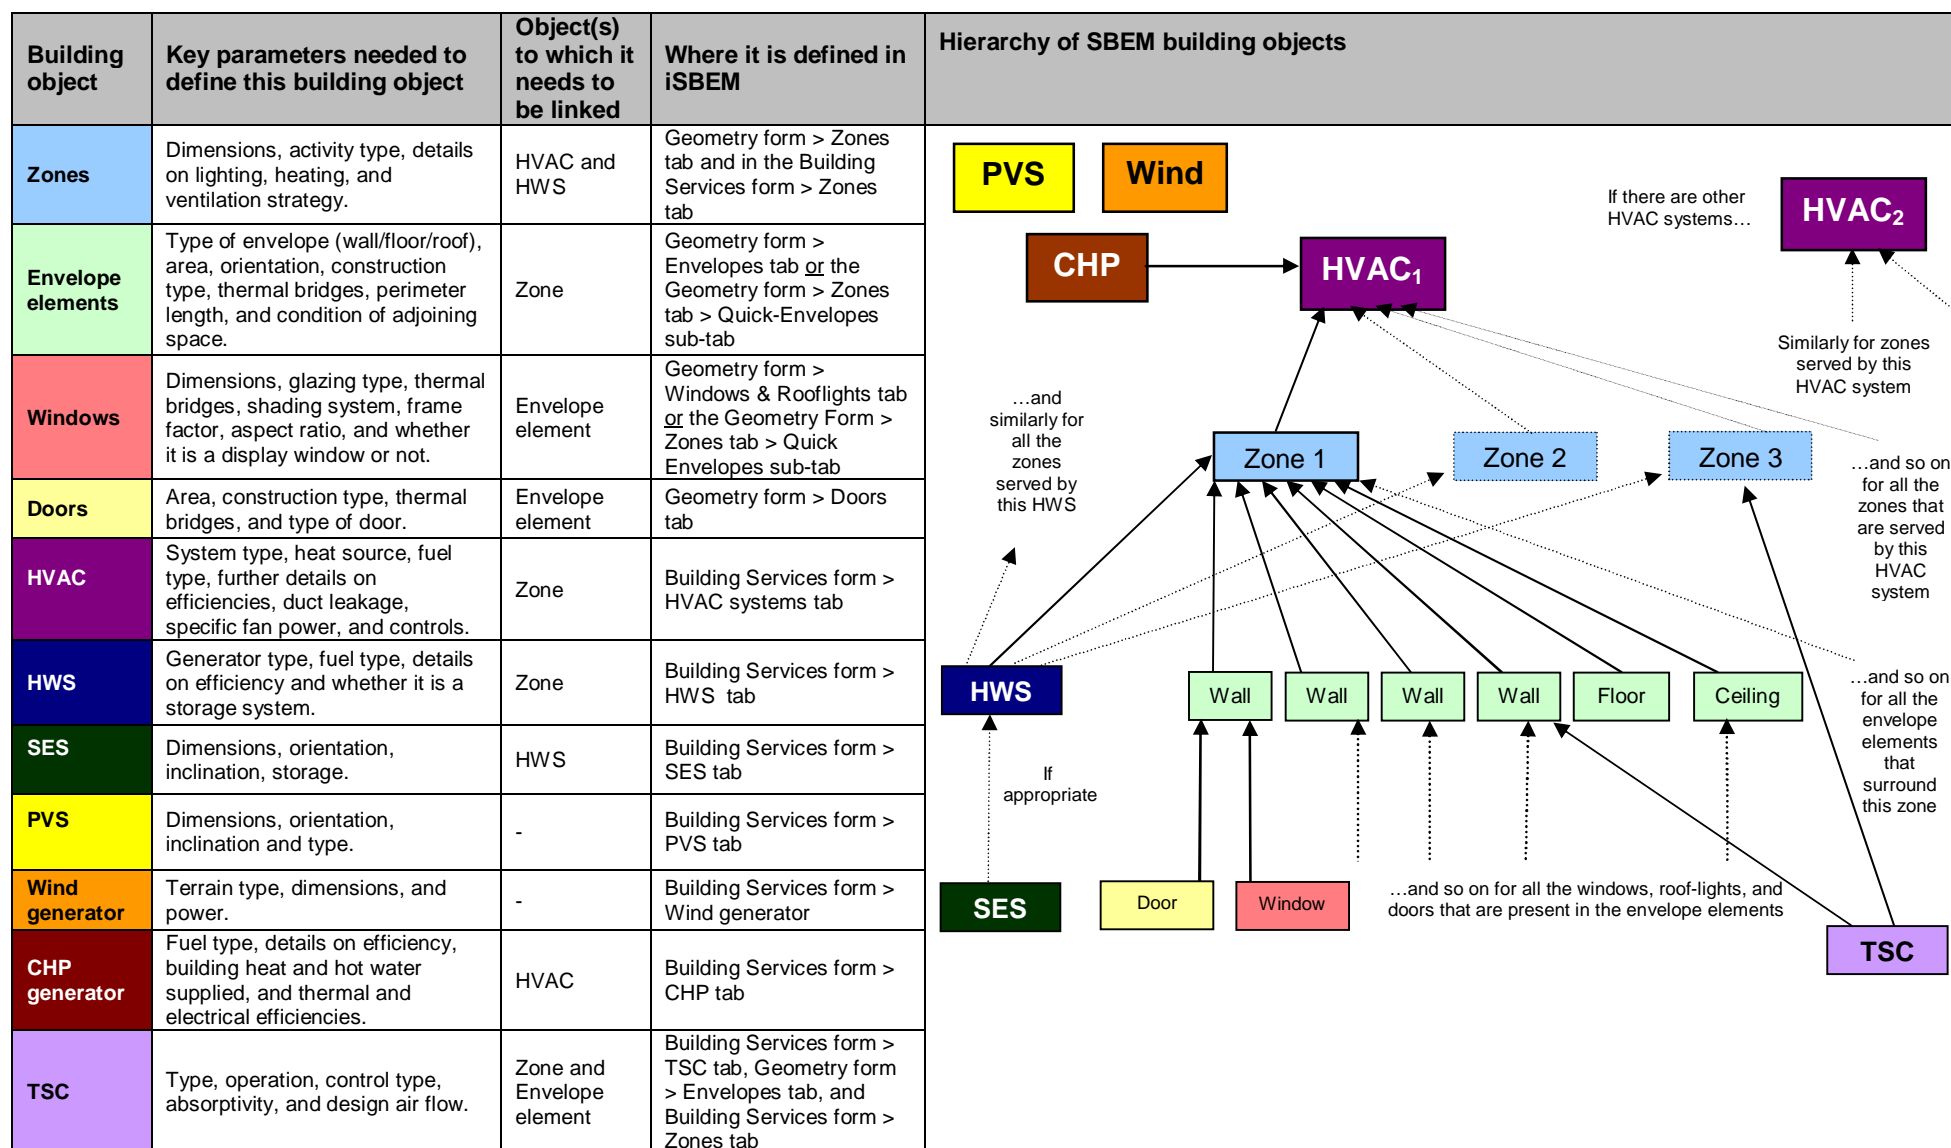 Building
object
Key parameters needed to
define this building object
Object(s)
to which it
needs to
be linked
Where it is defined in
iSBEM
Hierarchy of SBEM building objects
Zones
Dimensions, activity type, details
on lighting, heating, and
ventilation strategy.
HVAC and
HWS
Geometry form > Zones
tab and in the Building
Services form > Zones
tab
Envelope
elements
Type of envelope (wall/floor/roof),
area, orientation, construction
type, thermal bridges, perimeter
length, and condition of adjoining
space.
Zone
Geometry form >
Envelopes tab or the
Geometry form > Zones
tab > Quick-Envelopes
sub-tab
Windows
Dimensions, glazing type, thermal
bridges, shading system, frame
factor, aspect ratio, and whether
it is a display window or not.
Envelope
element
Geometry form >
Windows & Rooflights tab
or the Geometry Form >
Zones tab > Quick
Envelopes sub-tab
Doors
Area, construction type, thermal
bridges, and type of door.
Envelope
element
Geometry form > Doors
tab
HVAC
System type, heat source, fuel
type, further details on
efficiencies, duct leakage,
specific fan power, and controls.
Zone
Building Services form >
HVAC systems tab
HWS
Generator type, fuel type, details
on efficiency and whether it is a
storage system.
Zone
Building Services form >
HWS tab
SES
Dimensions, orientation,
inclination, storage.
HWS
Building Services form >
SES tab
PVS
Dimensions, orientation,
inclination and type.
-
Building Services form >
PVS tab
Wind
generator
Terrain type, dimensions, and
power.
-
Building Services form >
Wind generator
CHP
generator
Fuel type, details on efficiency,
building heat and hot water
supplied, and thermal and
electrical efficiencies.
HVAC
Building Services form >
CHP tab
TSC
Type, operation, control type,
absorptivity, and design air flow.
Zone and
Envelope
element
Building Services form >
TSC tab, Geometry form
> Envelopes tab, and
Building Services form >
Zones tab
PVS
Wind
If there are other
HVAC systems…
HVAC2
CHP
HVAC1
Similarly for zones
served by this
HVAC system
…and
similarly for
all the
zones
served by
this HWS
Zone 1
Zone 2
Zone 3
…and so on
for all the
zones that
are served
by this
HVAC
system
HWS
Wall
Wall
Wall
Wall
Floor
Ceiling
…and so on
for all the
envelope
elements
that
surround
this zone
If
appropriate
SES
Door
Window
…and so on for all the windows, roof-lights, and
doors that are present in the envelope elements
TSC